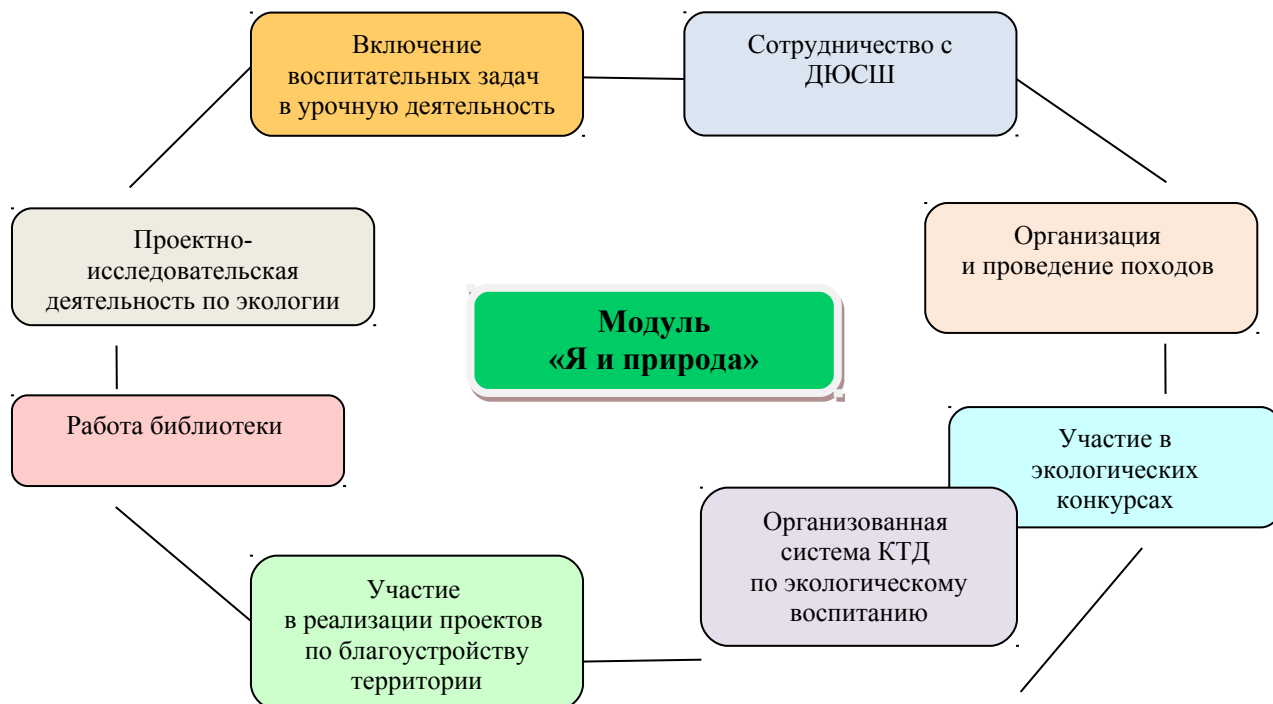 Включение
воспитательных задач
в урочную деятельность
Сотрудничество с
ДЮСШ
Проектно-
исследовательская
деятельность по экологии
Организация
и проведение походов
Модуль
«Я и природа»
Работа библиотеки
Участие в
экологических
конкурсах
Организованная
система КТД
по экологическому
воспитанию
Участие
в реализации проектов
по благоустройству
территории